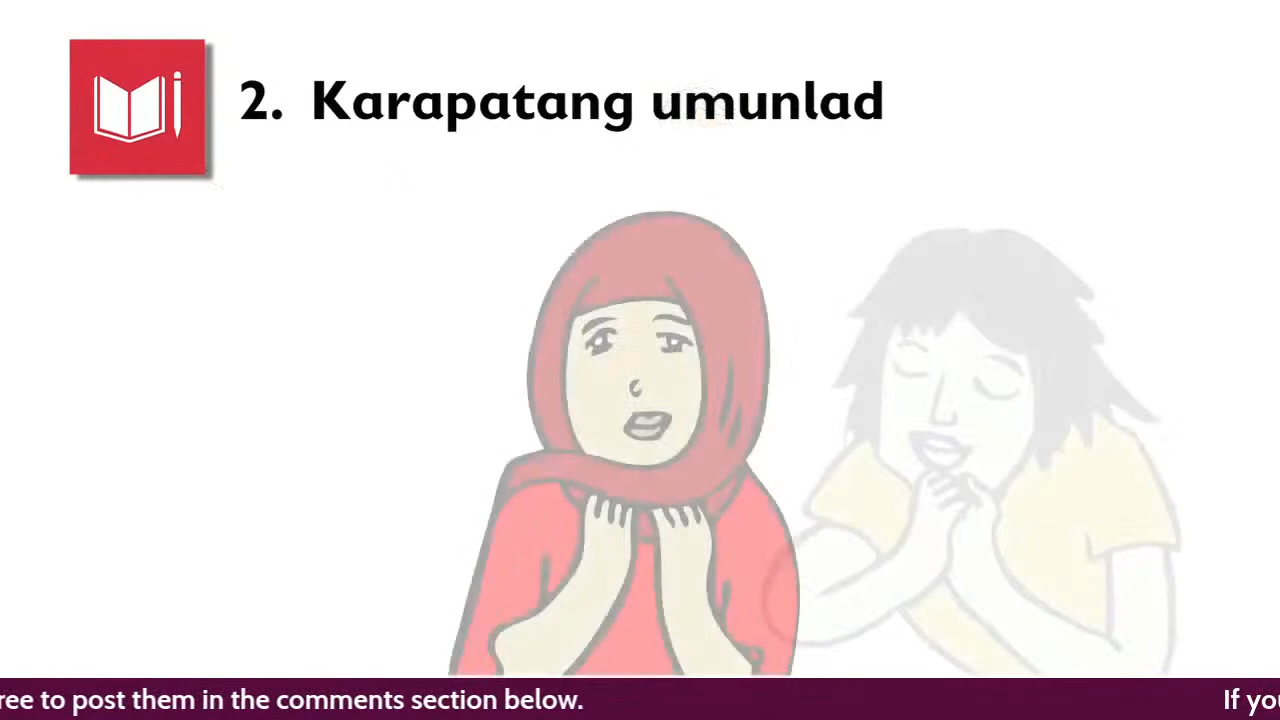 2. Karapatang umunlad
ree to post them in the comments section below. If you